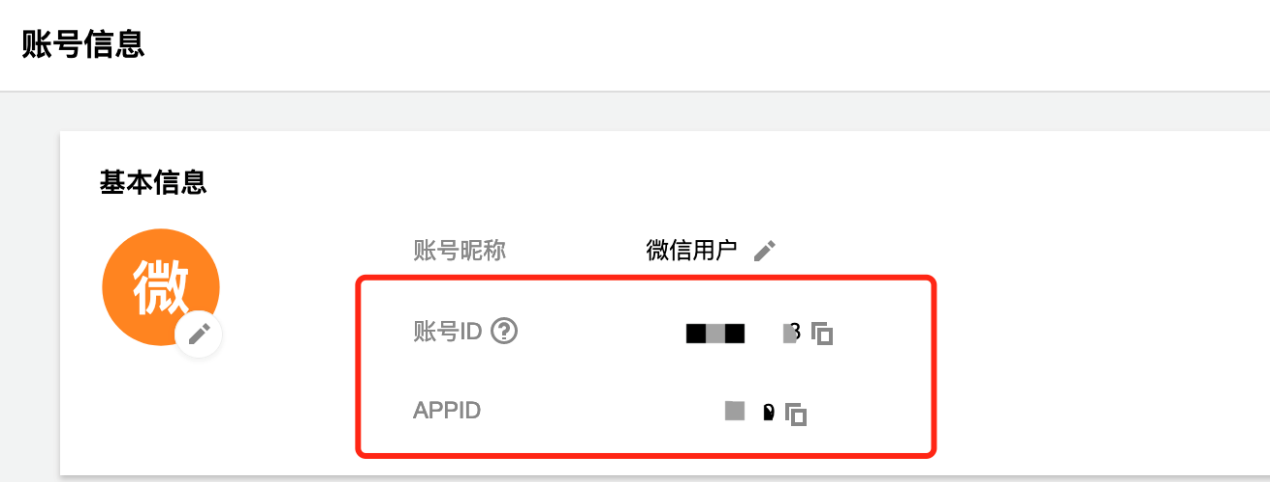 账号信息
基本信息
微
账号昵称 微信用户
账号ID ?
APPID